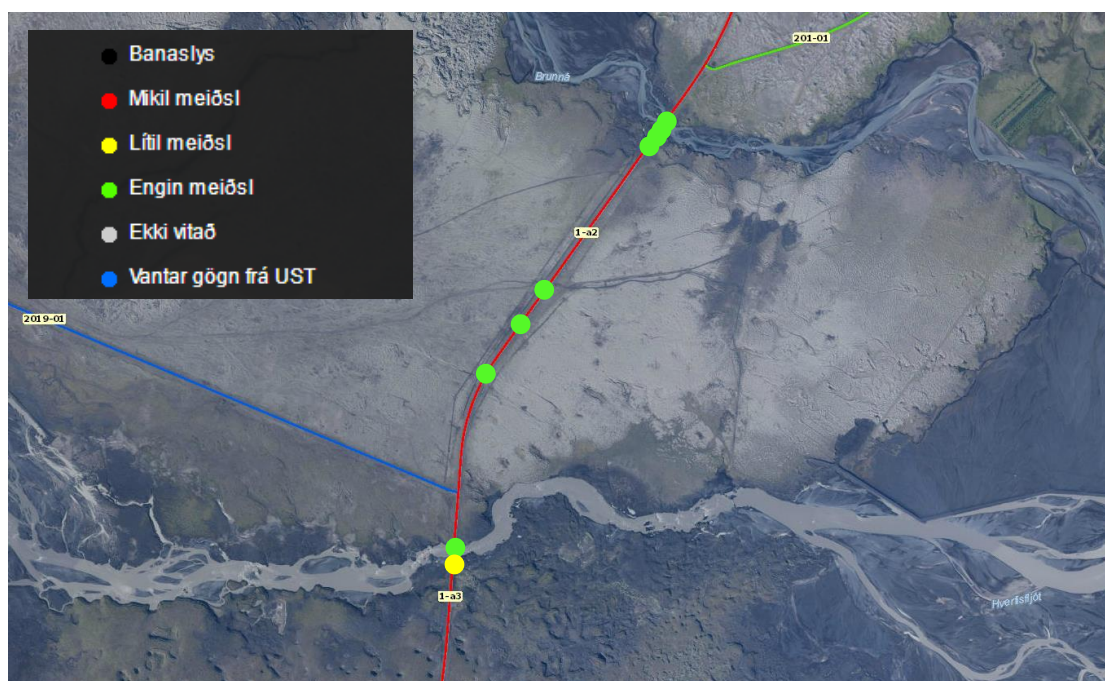 Banaslys
Mikil meiðsl
Lítil meiðsl
Engin meiðsl
Ekki vitað
Vantar gögn frá UST
Brunná
201-01
1-a2
2019-01
1-a3
Hverfisfljót